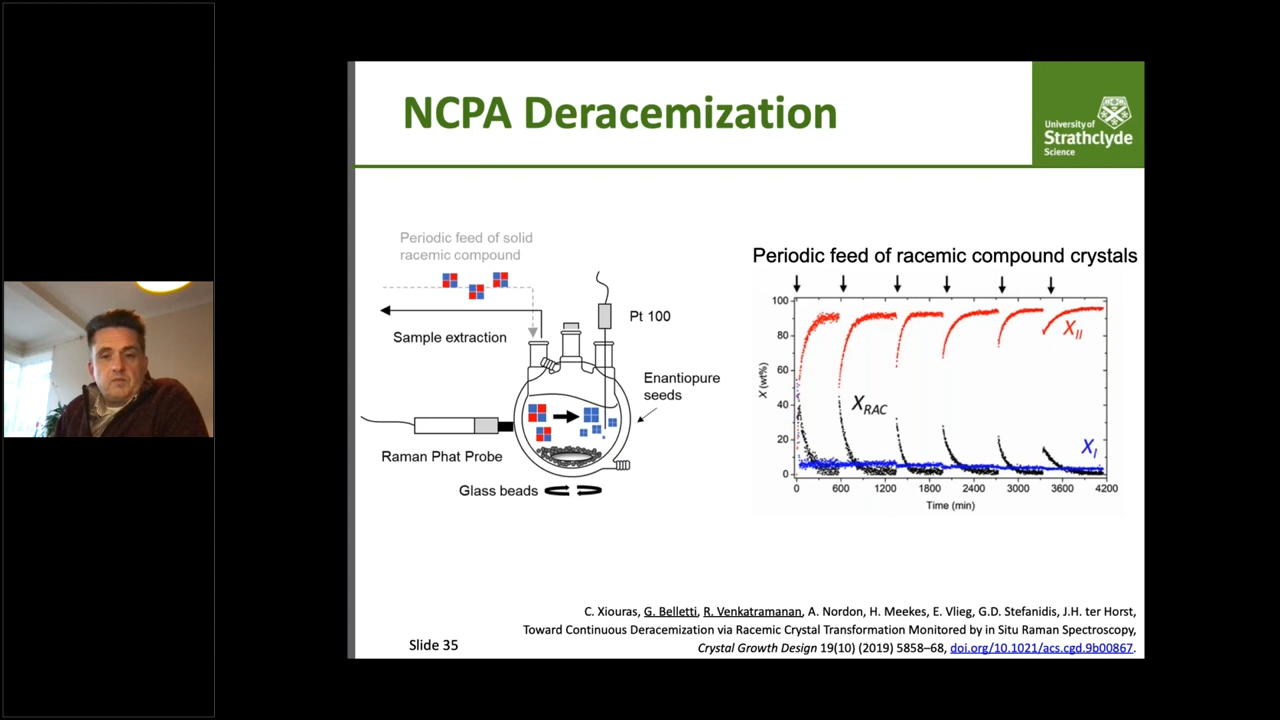 NCPA Deracemization
University of
Strathclyde
Science
Periodic feed of solid
racemic compound
Sample extraction
Pt 100
Enantiopure
seeds
Raman Phat Probe
Glass beads
Periodic feed of racemic compound crystals
100
80
60
40
20
0
X (wt%)
XII
XRAC
XI
0 600 1200 1800 2400 3000 3600 4200
Time (min)
C. Xiouras, G. Belletti, R. Venkatramanan, A. Nordon, H. Meekes, E. Vlieg, G.D. Stefanidis, J.H. ter Horst,
Toward Continuous Deracemization via Racemic Crystal Transformation Monitored by in Situ Raman Spectroscopy,
Crystal Growth Design 19(10) (2019) 5858–68, doi.org/10.1021/acs.cgd.9b00867.
Slide 35